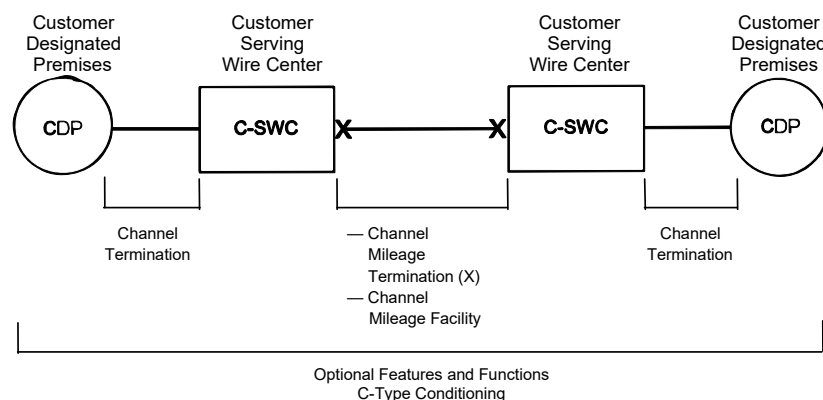 Customer
Designated
Premises
Customer
Serving
Wire Center
Customer
Serving
Wire Center
Customer
Designated
Premises
CDP
C-SWC
X
X
C-SWC
CDP
Channel
Termination
— Channel
Mileage
Termination (X)
— Channel
Mileage Facility
Channel
Termination
Optional Features and Functions
C-Type Conditioning